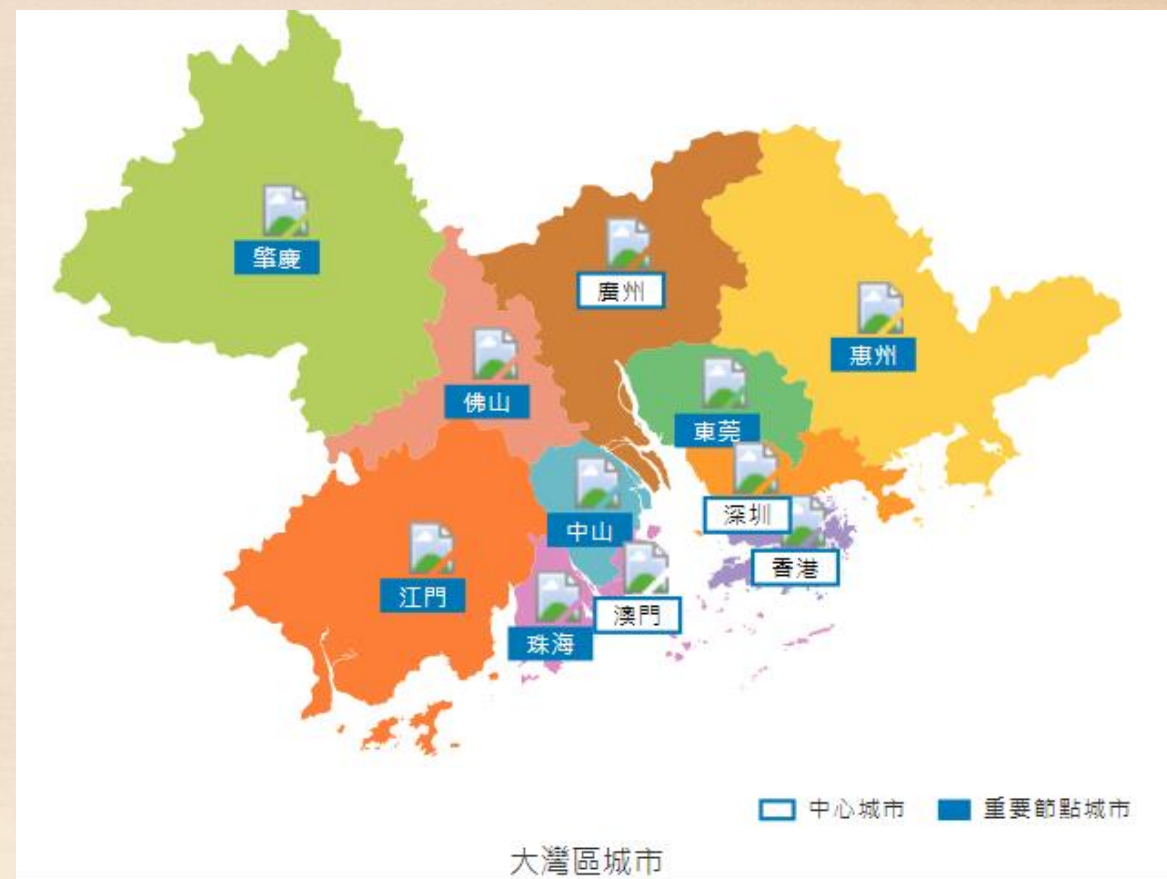 肇慶
廣州
惠州
佛山
東莞
深圳
中山
香港
江門
澳門
珠海
中心城市
重要節點城市
大灣區城市